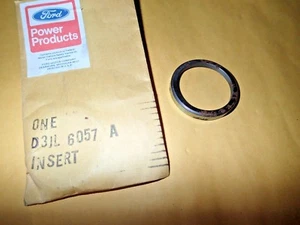 Ford
Power
Products
ONE
D3JL 6057 A
INSERT